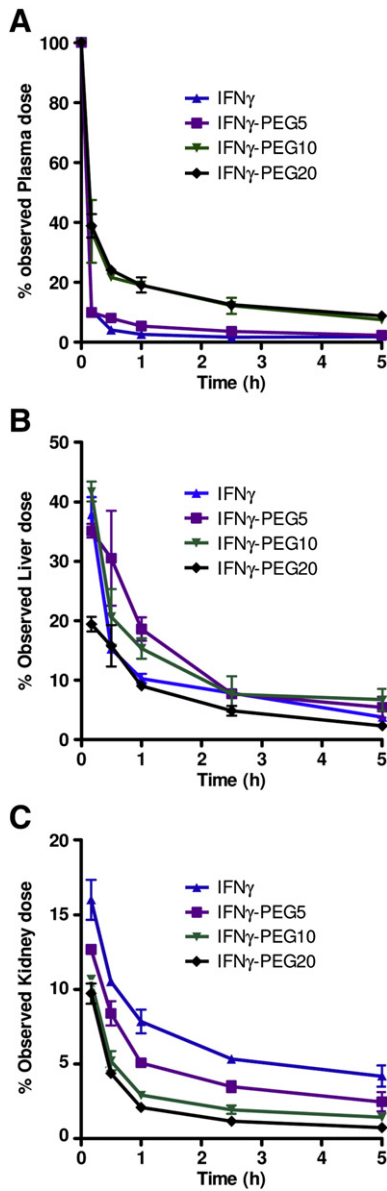 A
% observed Plasma dose
100
80
60
40
20
0
IFNγ
IFNγ-PEG5
IFNγ-PEG10
IFNγ-PEG20
0 1 2 3 4 5
Time (h)
B
% Observed Liver dose
50
40
30
20
10
0
IFNγ
IFNγ-PEG5
IFNγ-PEG10
IFNγ-PEG20
0 1 2 3 4 5
Time (h)
C
% Observed Kidney dose
20
15
10
5
0
IFNγ
IFNγ-PEG5
IFNγ-PEG10
IFNγ-PEG20
0 1 2 3 4 5
Time (h)